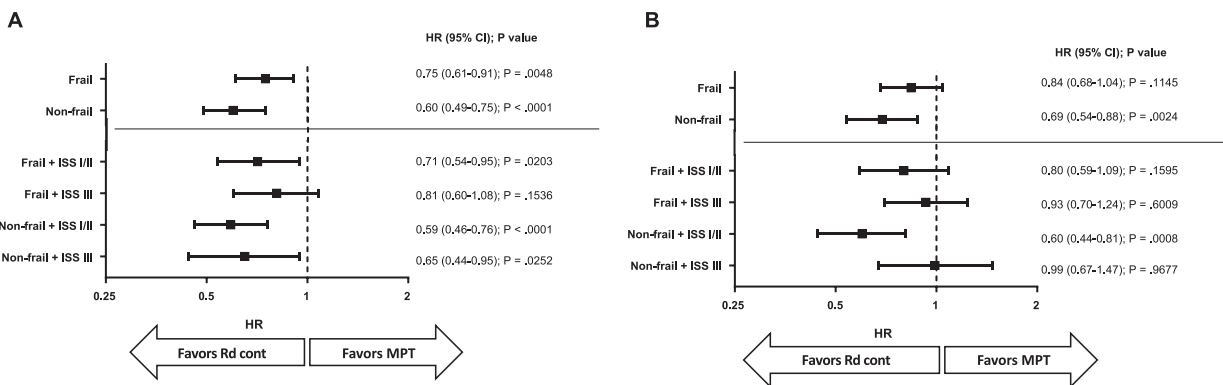 A
HR (95% CI); P value
Frail
0.75 (0.61-0.91); P = .0048
Non-frail
0.60 (0.49-0.75); P < .0001
Frail + ISS I/II
0.71 (0.54-0.95); P = .0203
Frail + ISS III
0.81 (0.60-1.08); P = .1536
Non-frail + ISS I/II
0.59 (0.46-0.76); P < .0001
Non-frail + ISS III
0.65 (0.44-0.95); P = .0252
0.25 0.5 1 2
HR
Favors Rd cont Favors MPT
B
HR (95% CI); P value
Frail
0.84 (0.68-1.04); P = .1145
Non-frail
0.69 (0.54-0.88); P = .0024
Frail + ISS I/II
0.80 (0.59-1.09); P = .1595
Frail + ISS III
0.93 (0.70-1.24); P = .6009
Non-frail + ISS I/II
0.60 (0.44-0.81); P = .0008
Non-frail + ISS III
0.99 (0.67-1.47); P = .9677
0.25 0.5 1 2
HR
Favors Rd cont Favors MPT